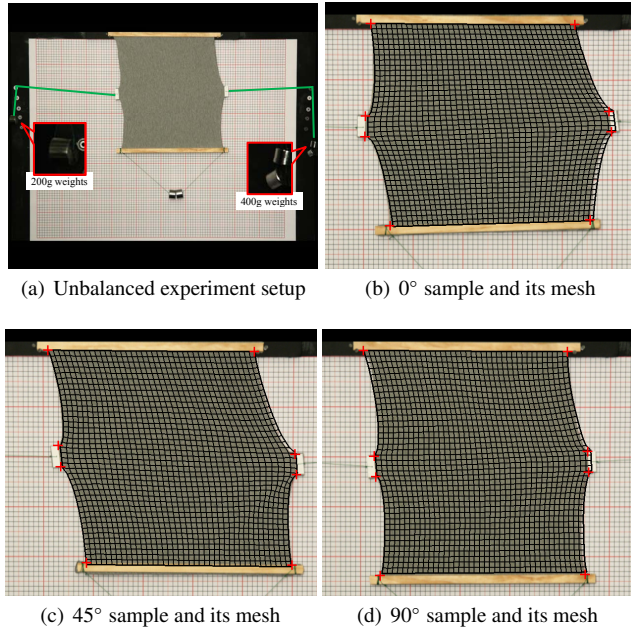 200g weights
400g weights
(a) Unbalanced experiment setup
(b) 0° sample and its mesh
(c) 45° sample and its mesh
(d) 90° sample and its mesh